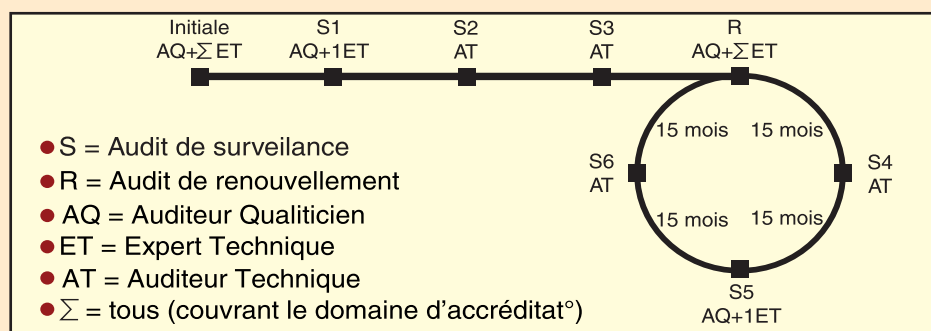 Initiale S1 S2 S3 R
AQ+∑ET AQ+1ET AT AT AQ+∑ET
15 mois 15 mois
S6 S4
AT AT
15 mois 15 mois
S5
AQ+1ET
● S = Audit de surveilance
● R = Audit de renouvellement
● AQ = Auditeur Qualiticien
● ET = Expert Technique
● AT = Auditeur Technique
● ∑ = tous (couvrant le domaine d'accréditat°)